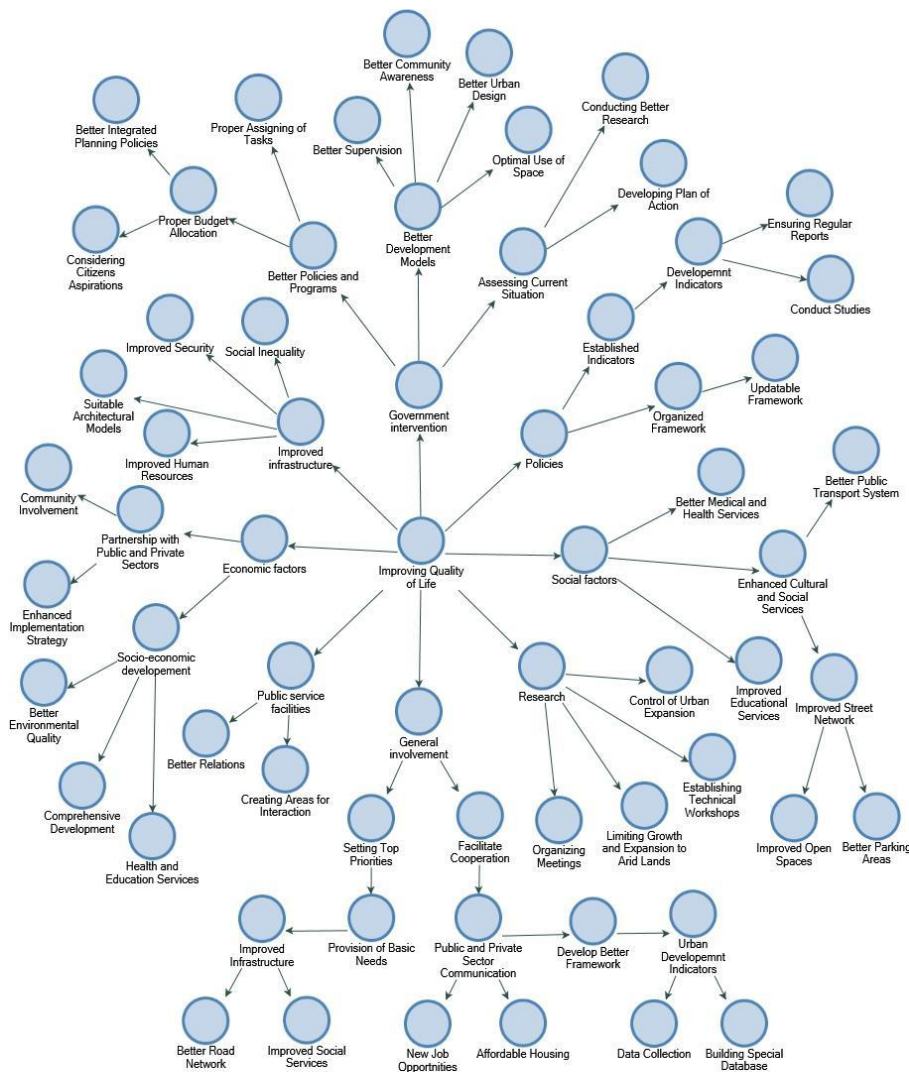 Better Community
Awareness
Better Urban
Design
Conducting Better
Research
Better Integrated
Planning Policies
Proper Assigning of
Tasks
Better Supervision
Optimal Use of
Space
Developing Plan of
Action
Ensuring Regular
Reports
Proper Budget
Allocation
Considering
Citizens
Aspirations
Better Policies and
Programs
Better
Development
Models
Assessing Current
Situation
Developemnt
Indicators
Conduct Studies
Improved Security
Social Inequality
Established
Indicators
Suitable
Architectural
Models
Improved Human
Resources
Improved
infrastructure
Government
intervention
Policies
Organized
Framework
Updatable
Framework
Community
Involvement
Partnership with
Public and Private
Sectors
Economic factors
Improving Quality
of Life
Social factors
Better Medical and
Health Services
Better Public
Transport System
Enhanced Cultural
and Social
Services
Enhanced
Implementation
Strategy
Socio-economic
developement
Better
Environmental
Quality
Public service
facilities
Better Relations
Creating Areas for
Interaction
General
involvement
Research
Control of Urban
Expansion
Improved
Educational
Services
Improved Street
Network
Comprehensive
Development
Health and
Education Services
Setting Top
Priorities
Facilitate
Cooperation
Organizing
Meetings
Limiting Growth
and Expansion to
Arid Lands
Establishing
Technical
Workshops
Improved Open
Spaces
Better Parking
Areas
Improved
Infrastructure
Provision of Basic
Needs
Public and Private
Sector
Communication
Develop Better
Framework
Urban
Developemnt
Indicators
Better Road
Network
Improved Social
Services
New Job
Opportnities
Affordable Housing
Data Collection
Building Special
Database